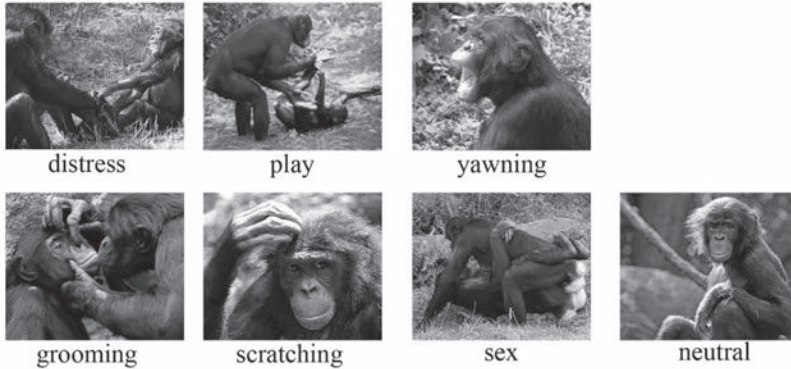 distress
play
yawning
grooming
scratching
sex
neutral